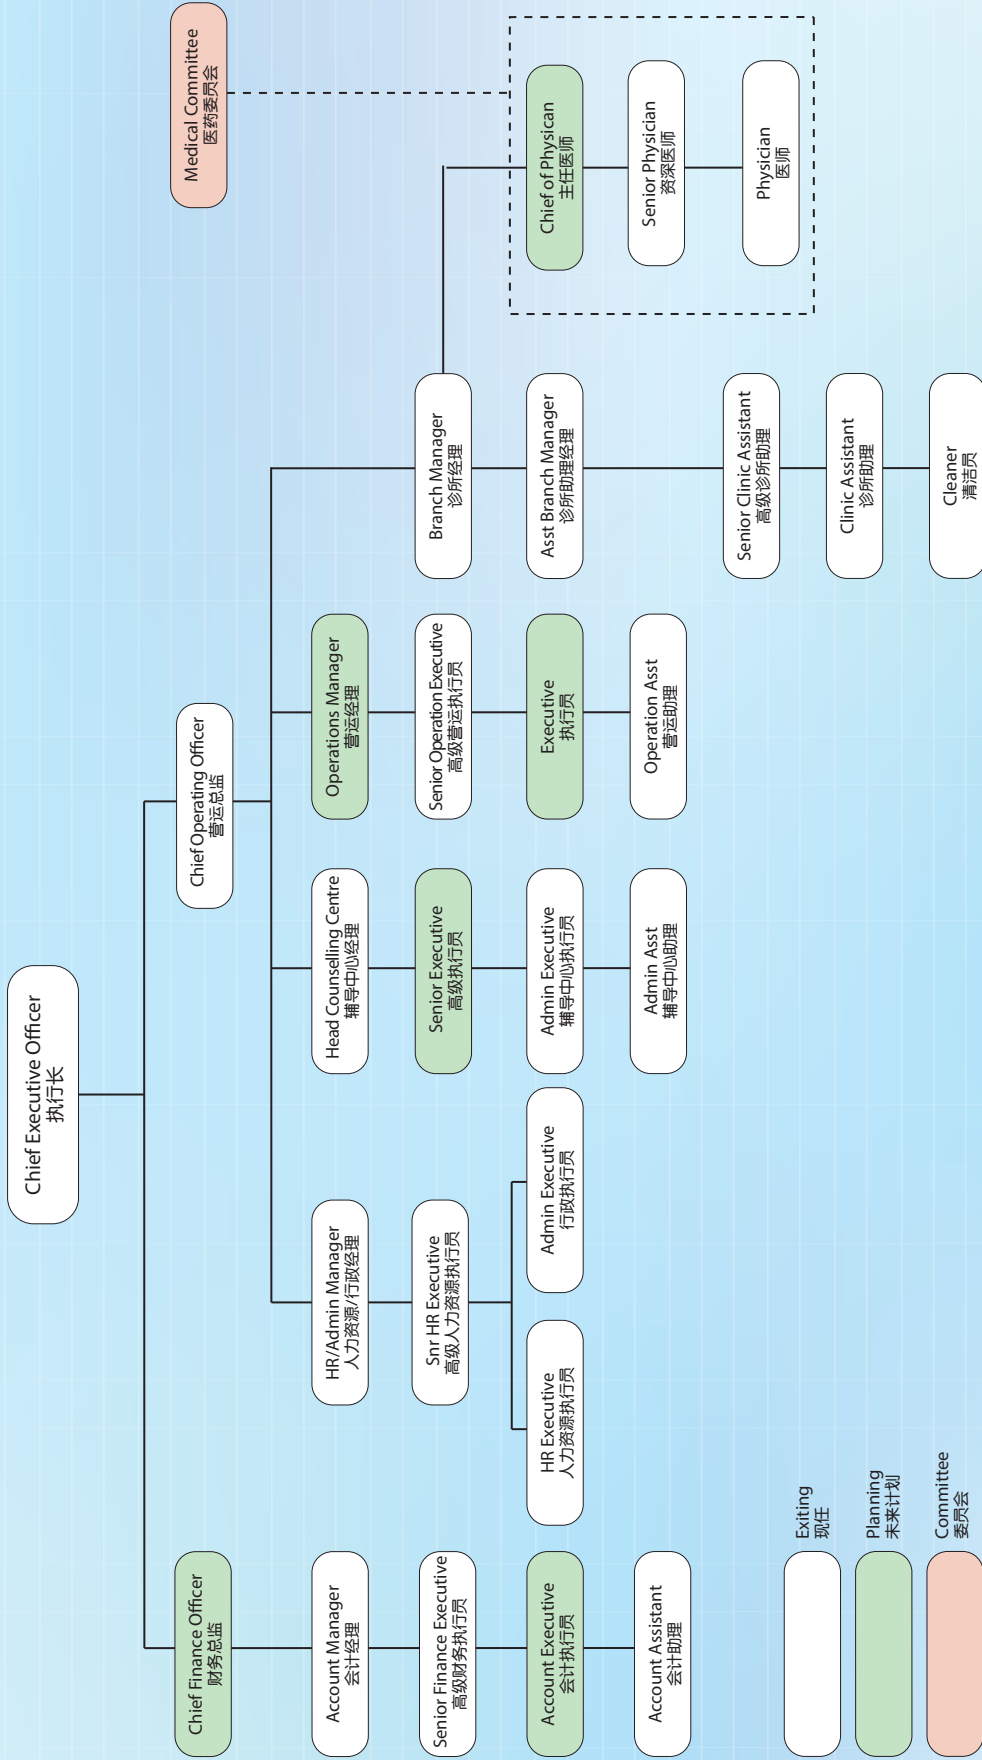 Chief Executive Officer
执行长
Chief Finance Officer
财务总监
Chief Operating Officer
营运总监
Medical Committee
医药委员会
Account Manager
会计经理
Senior Finance Executive
高级财务执行员
Account Executive
会计执行员
Account Assistant
会计助理
HR/Admin Manager
人力资源/行政经理
Snr HR Executive
高级人力资源执行员
HR Executive
人力资源执行员
Admin Executive
行政执行员
Head Counselling Centre
辅导中心经理
Senior Executive
高级执行员
Admin Executive
辅导中心执行员
Admin Asst
辅导中心助理
Operations Manager
营运经理
Senior Operation Executive
高级营运执行员
Executive
执行员
Operation Asst
营运助理
Branch Manager
诊所经理
Asst Branch Manager
诊所助理经理
Senior Clinic Assistant
高级诊所助理
Clinic Assistant
诊所助理
Cleaner
清洁员
Chief of Physican
主任医师
Senior Physician
资深医师
Physician
医师
Exiting
现任
Planning
未来计划
Committee
委员会